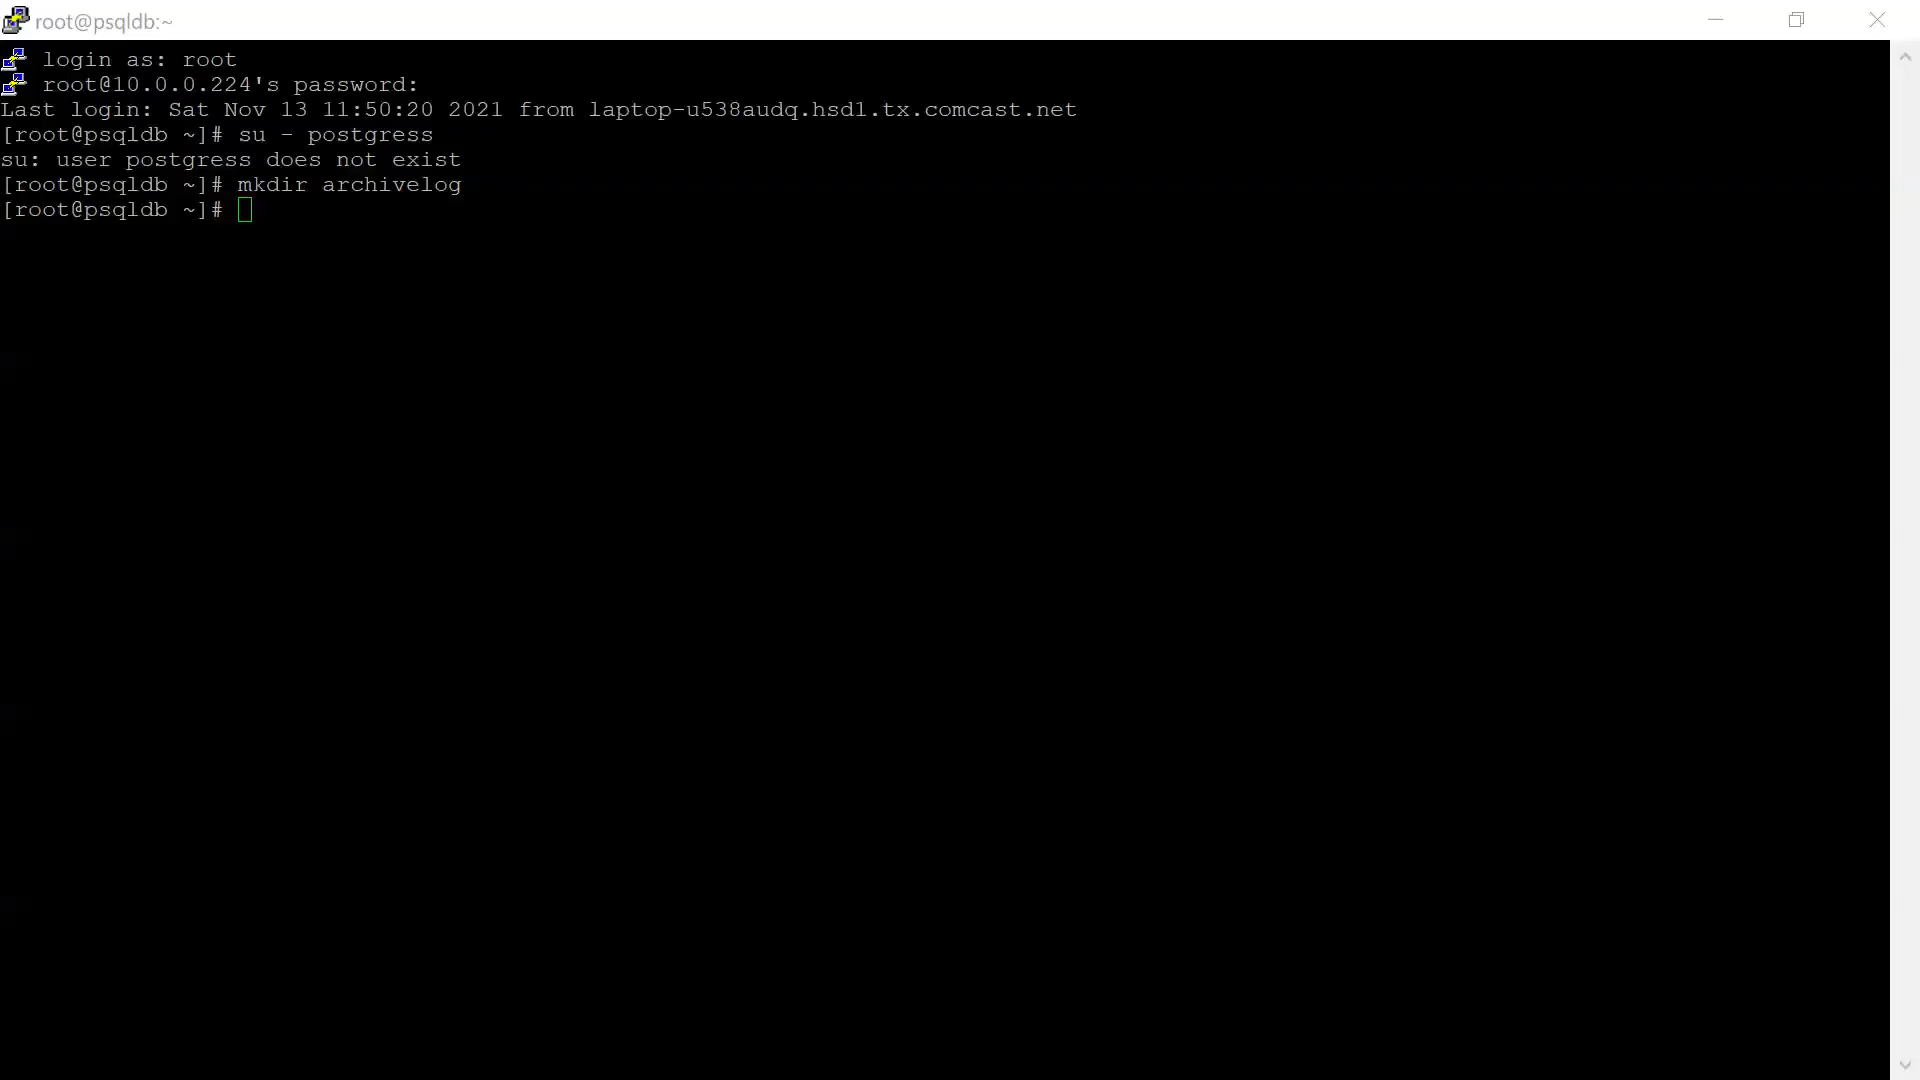 root@psqldb:~
login as: root
root@10.0.0.224's password:
Last login: Sat Nov 13 11:50:20 2021 from laptop-u538audq.hsd1.tx.comcast.net
[root@psqldb ~]# su - postgress
su: user postgress does not exist
[root@psqldb ~]# mkdir archivelog
[root@psqldb ~]#